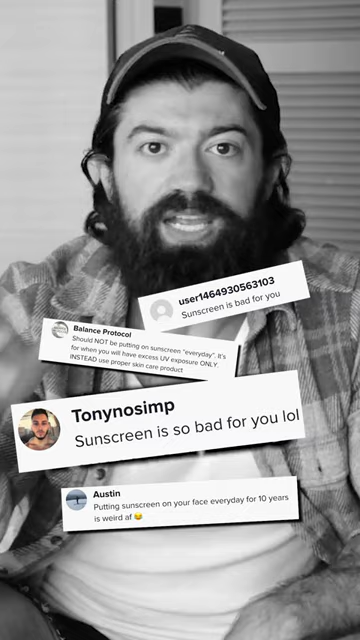 user1464930563103
Sunscreen is bad for you
Balance Protocol
Should NOT be putting on sunscreen "everyday". It's
for when you will have excess UV exposure ONLY.
INSTEAD use proper skin care product
Tonynosimp
Sunscreen is so bad for you lol
Austin
Putting sunscreen on your face everyday for 10 years
is weird af 😂